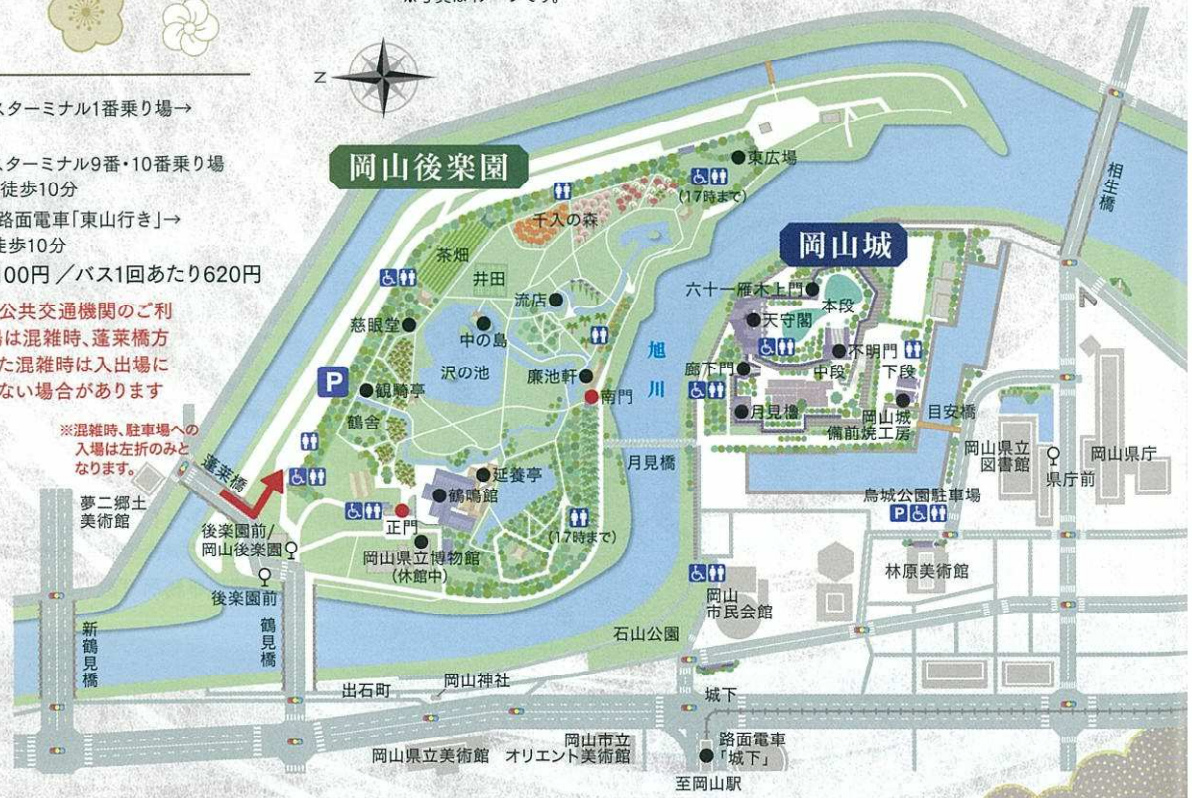 スターミナル1番乗り場→
スターミナル9番・10番乗り場
徒歩10分
路面電車「東山行き」→
徒歩10分
100円／バス1回あたり620円
公共交通機関のご利
場は混雑時、蓬莱橋方
た混雑時は入出場に
ない場合があります
※混雑時、駐車場への
入場は左折のみと
なります。
Z
岡山後楽園
東広場
(17時まで)
千入の森
茶畑
井田
流店
慈眼堂
中の島
沢の池
廉池軒
P
観騎亭
南門
鶴舎
延養亭
鶴鳴館
正門
(17時まで)
岡山県立博物館
(休館中)
蓬莱橋
夢二郷土
美術館
後楽園前/
岡山後楽園
後楽園前
新鶴見橋
鶴見橋
旭川
月見橋
相生橋
岡山城
六十一雁木上門
本段
天守閣
不明門
廊下門
中段
下段
月見櫓
岡山城
備前焼工房
目安橋
岡山県立
図書館
県庁前
岡山県庁
烏城公園駐車場
P
林原美術館
岡山
市民会館
石山公園
出石町
岡山神社
城下
岡山県立美術館
岡山市立
オリエント美術館
路面電車
「城下」
至岡山駅